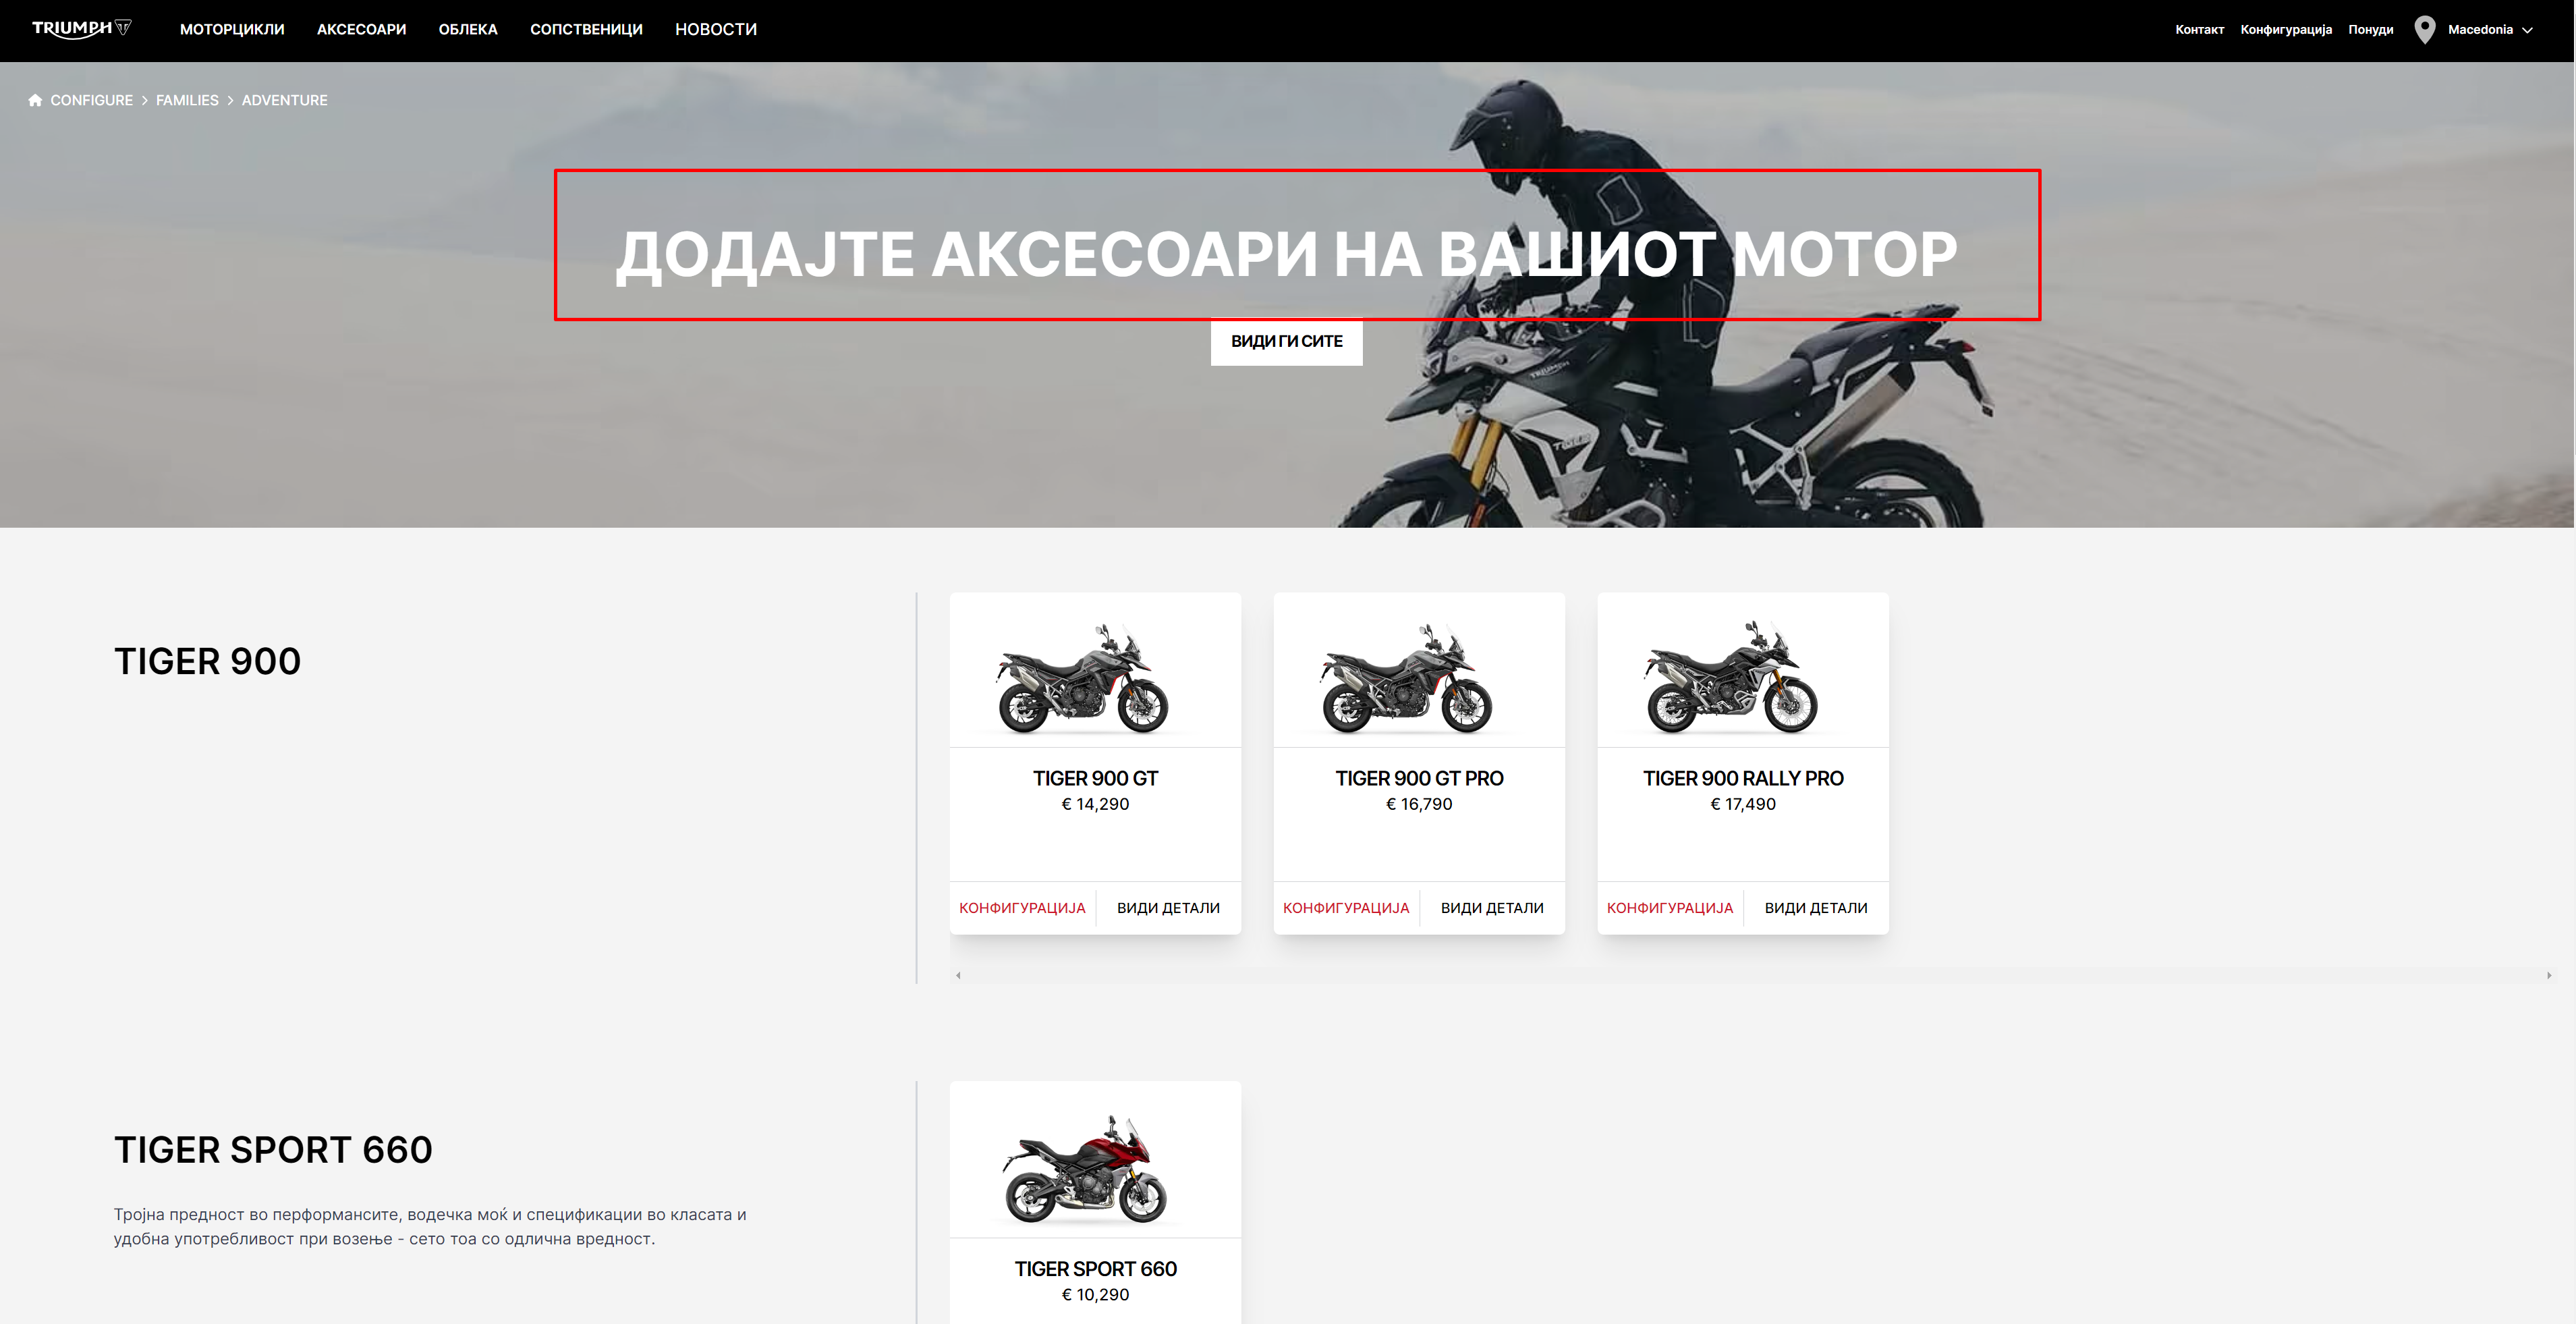 TRIUMPH
МОТОРЦИКЛИ АКСЕСОАРИ ОБЛЕКА СОПСТВЕНИЦИ НОВОСТИ
Контакт Конфигурација Понуди Macedonia
CONFIGURE > FAMILIES > ADVENTURE
ДОДАЈТЕ АКСЕСОАРИ НА ВАШИОТ МОТОР
ВИДИ ГИ СИТЕ
TRIUMPH
TIGER
TIGER 900
TIGER 900 GT
€ 14,290
КОНФИГУРАЦИЈА ВИДИ ДЕТАЛИ
TIGER 900 GT PRO
€ 16,790
КОНФИГУРАЦИЈА ВИДИ ДЕТАЛИ
TIGER 900 RALLY PRO
€ 17,490
КОНФИГУРАЦИЈА ВИДИ ДЕТАЛИ
TIGER SPORT 660
Тројна предност во перформансите, водечка моќ и спецификации во класата и
удобна употребливост при возење - сето тоа со одлична вредност.
TIGER SPORT 660
€ 10,290